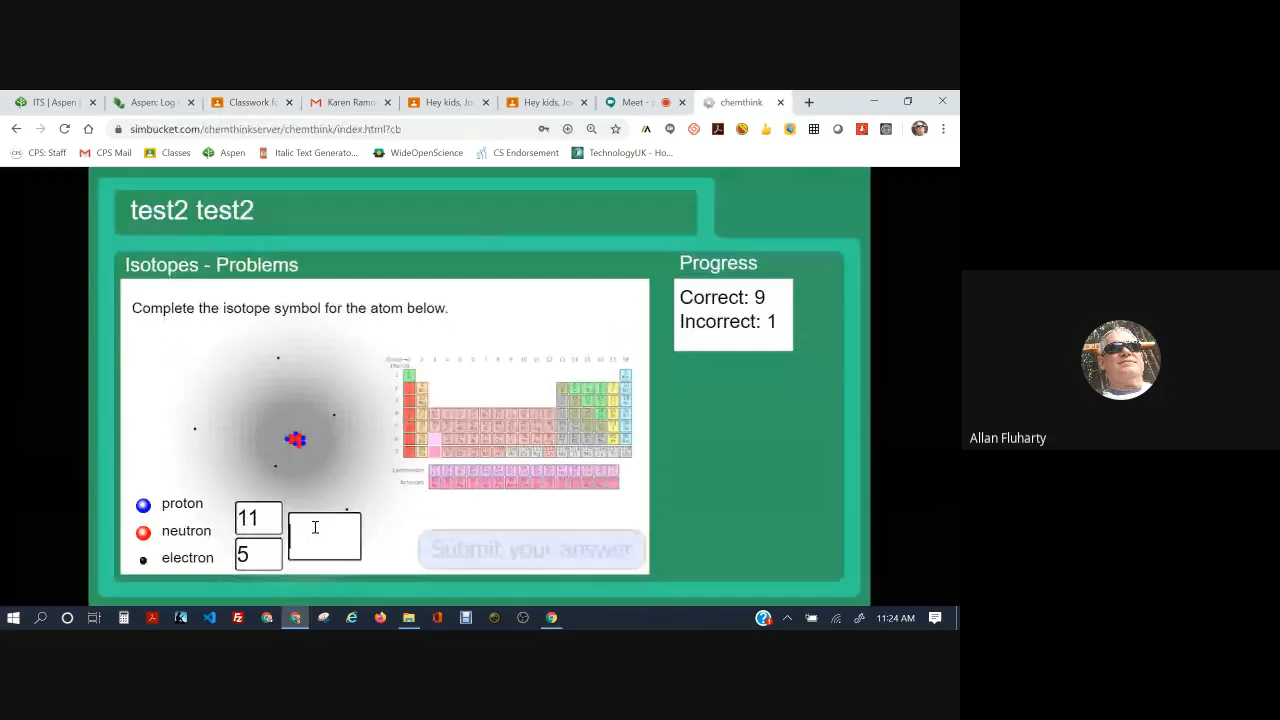 ITS | Aspen
Aspen: Log
Classwork fo
Karen Ramo
Hey kids, Jo
Hey kids, Jo
Meet -
chemthink
simbucket.com/chemthinkserver/chemthink/index.html?cb
CPS: Staff
CPS Mail
Classes
Aspen
Italic Text Generato...
WideOpenScience
CS Endorsement
TechnologyUK - Ho...
test2 test2
Isotopes - Problems
Progress
Complete the isotope symbol for the atom below.
Correct: 9
Incorrect: 1
proton
neutron
electron
11
5
Submit your answer
Allan Fluharty
11:24 AM